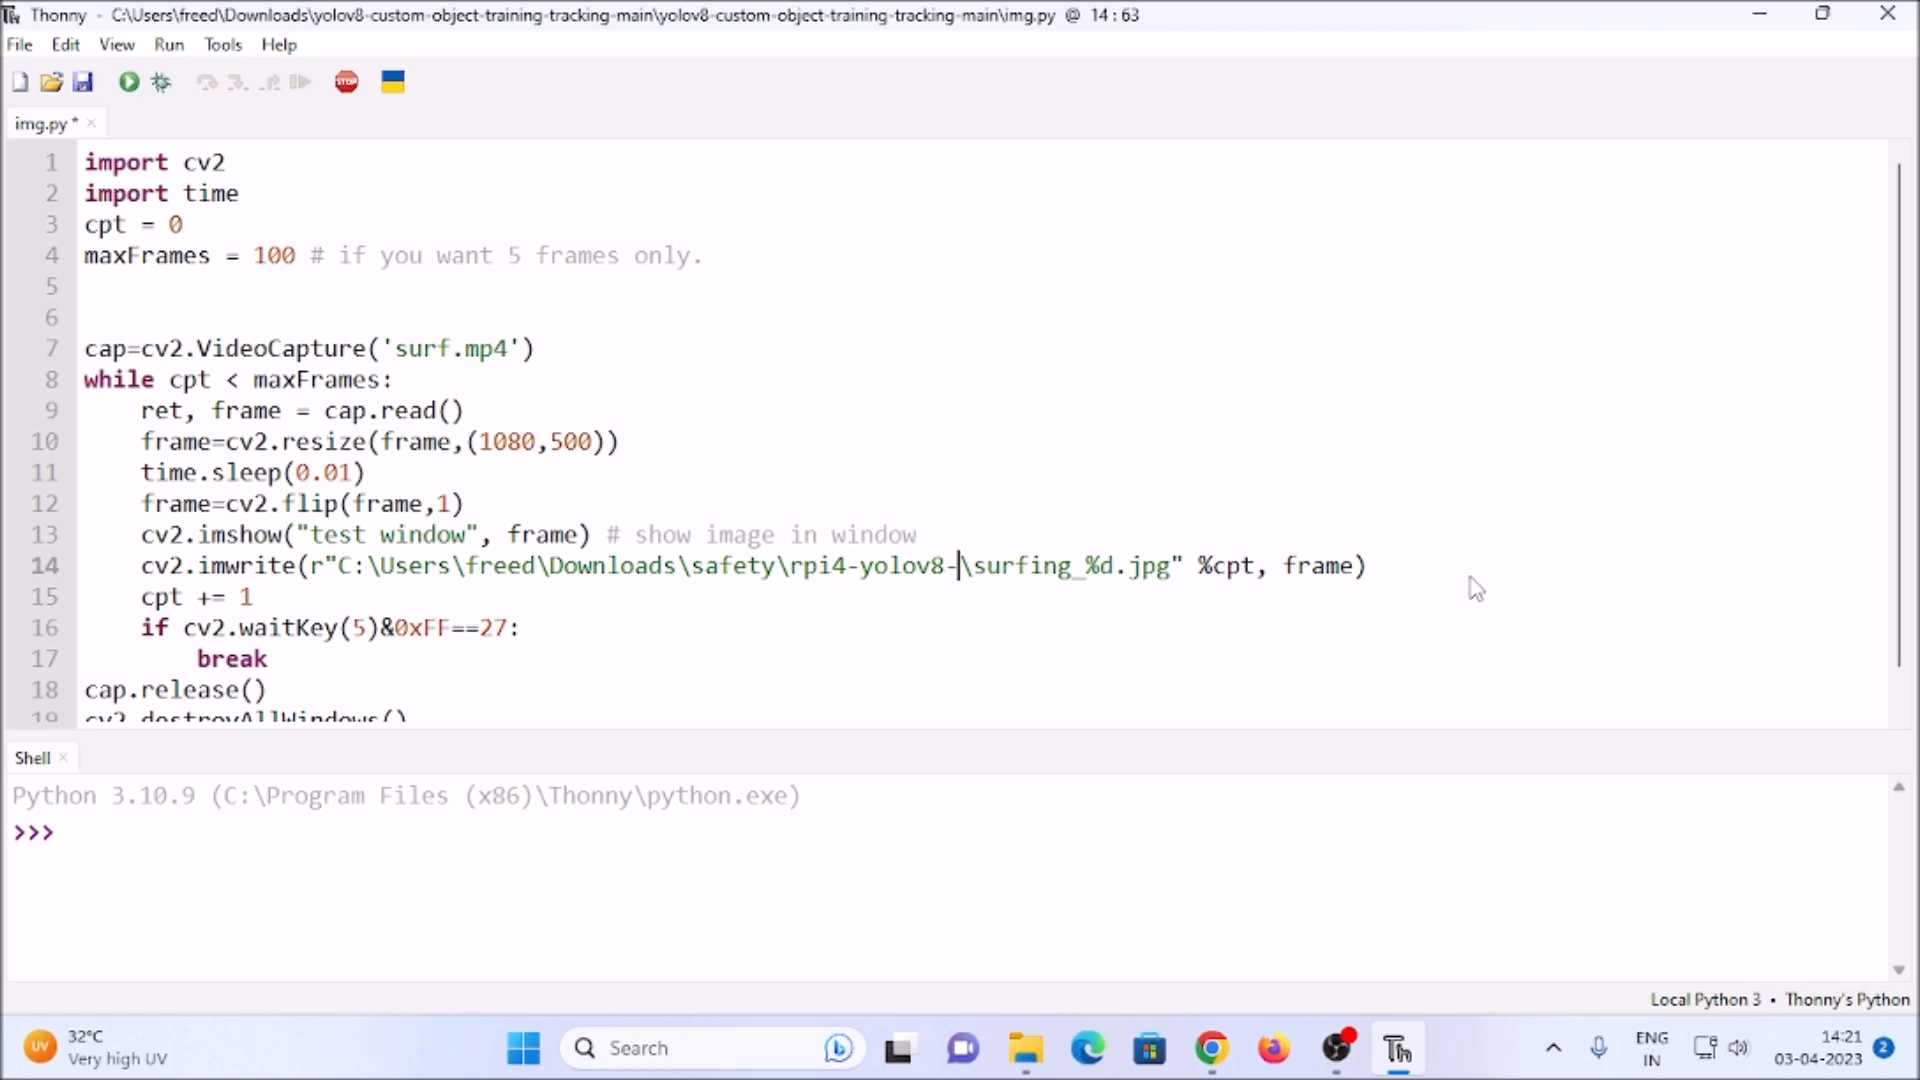 Thonny - C:\Users\freed\Downloads\yolov8-custom-object-training-tracking-main\yolov8-custom-object-training-tracking-main\img.py @ 14:63
File Edit View Run Tools Help
STOP
img.py * ×
1 import cv2
2 import time
3 cpt = 0
4 maxFrames = 100 # if you want 5 frames only.
5
6
7 cap=cv2.VideoCapture('surf.mp4')
8 while cpt < maxFrames:
9 ret, frame = cap.read()
10 frame=cv2.resize(frame,(1080,500))
11 time.sleep(0.01)
12 frame=cv2.flip(frame,1)
13 cv2.imshow("test window", frame) # show image in window
14 cv2.imwrite(r"C:\Users\freed\Downloads\safety\rpi4-yolov8-\surfing_%d.jpg" %cpt, frame)
15 cpt += 1
16 if cv2.waitKey(5)&0xFF==27:
17 break
18 cap.release()
19 cv2.destroyAllWindows()
Shell ×
Python 3.10.9 (C:\Program Files (x86)\Thonny\python.exe)
>>>
Local Python 3 • Thonny's Python
UV
32°C
Very high UV
Search
Th
ENG
IN
14:21
03-04-2023
2